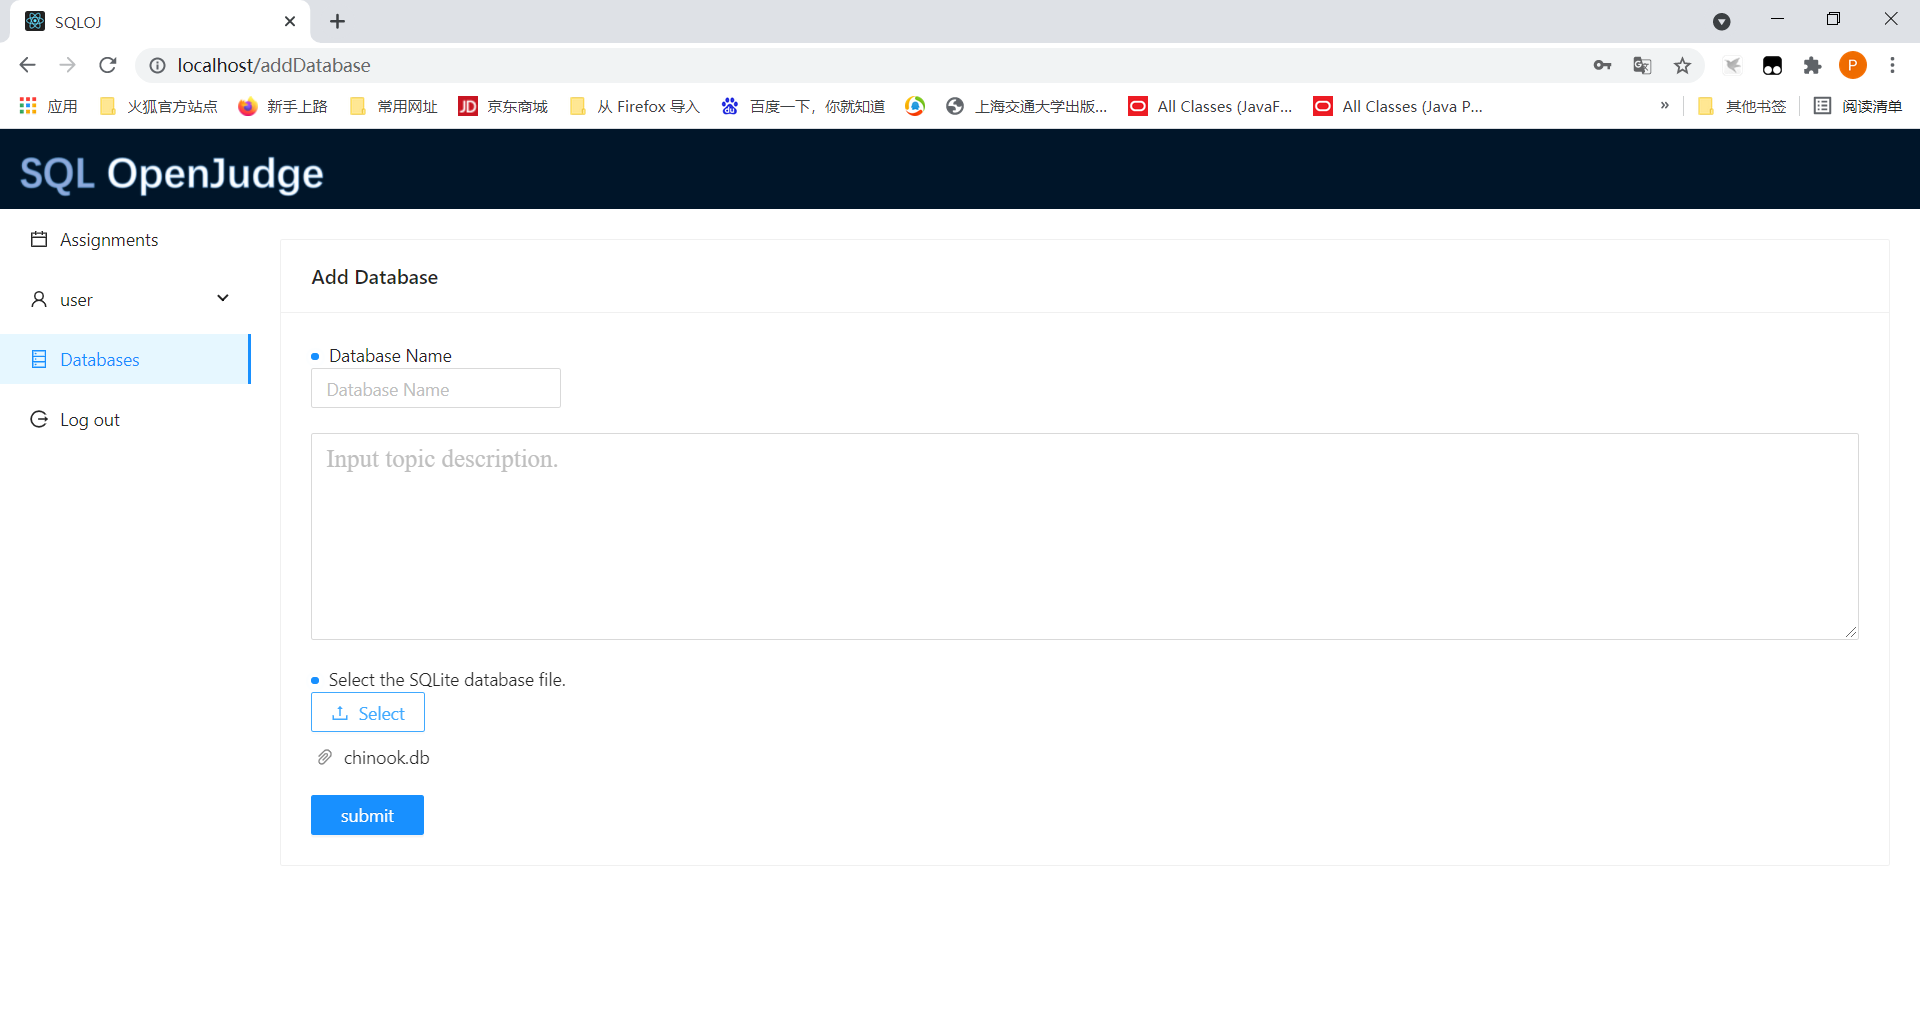 SQLOJ
localhost/addDatabase
P
应用
火狐官方站点
新手上路
常用网址
JD 京东商城
从 Firefox 导入
百度一下，你就知道
上海交通大学出版...
All Classes (JavaF...
All Classes (Java P...
»
其他书签
阅读清单
SQL OpenJudge
Assignments
user
Databases
Log out
Add Database
Database Name
Database Name
Input topic description.
Select the SQLite database file.
Select
chinook.db
submit